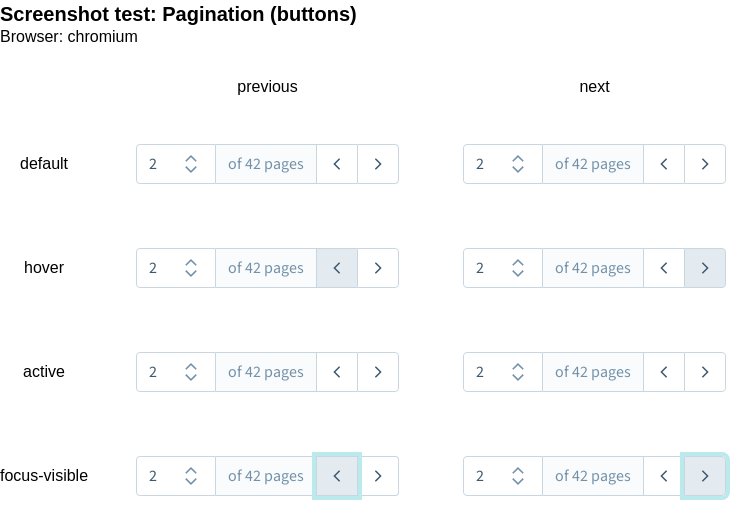 Screenshot test: Pagination (buttons)
Browser: chromium
previous next
default 2 of 42 pages 2 of 42 pages
hover 2 of 42 pages 2 of 42 pages
active 2 of 42 pages 2 of 42 pages
focus-visible 2 of 42 pages 2 of 42 pages